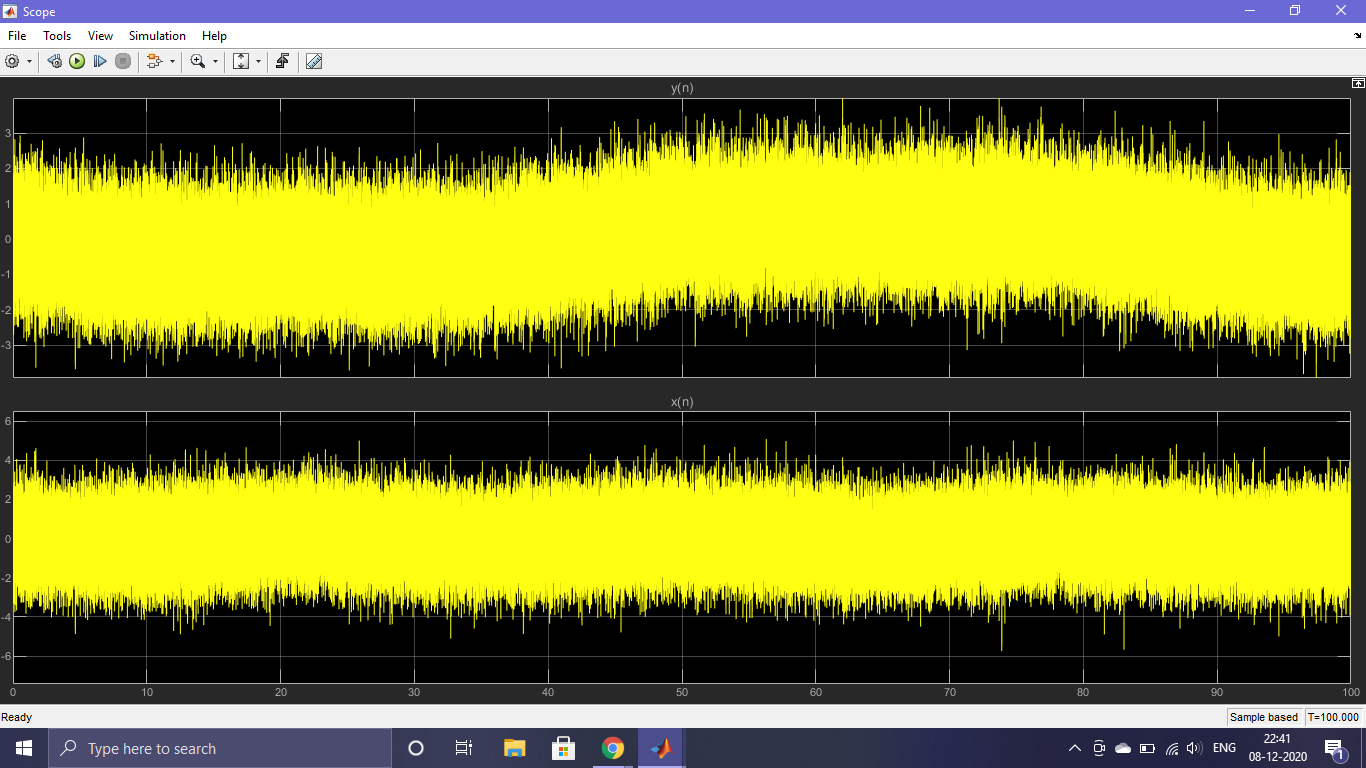 Scope
File Tools View Simulation Help
y(n)
3
2
1
0
-1
-2
-3
x(n)
6
4
2
0
-2
-4
-6
0 10 20 30 40 50 60 70 80 90 100
Ready Sample based T=100.000
Type here to search ENG 22:41
08-12-2020 1